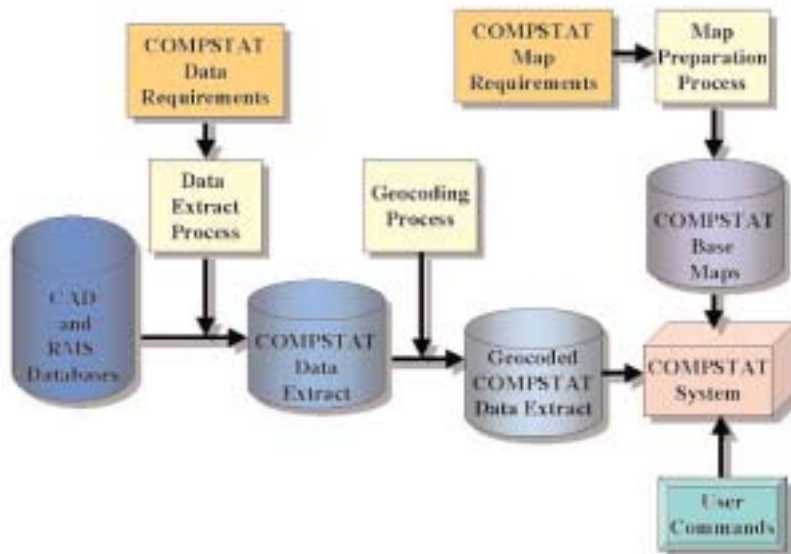 COMPSTAT
Data
Requirements
COMPSTAT
Map
Requirements
Map
Preparation
Process
Data
Extract
Process
Geocoding
Process
COMPSTAT
Base
Maps
CAD
and
RMS
Databases
COMPSTAT
Data
Extract
Geocoded
COMPSTAT
Data Extract
COMPSTAT
System
User
Commands